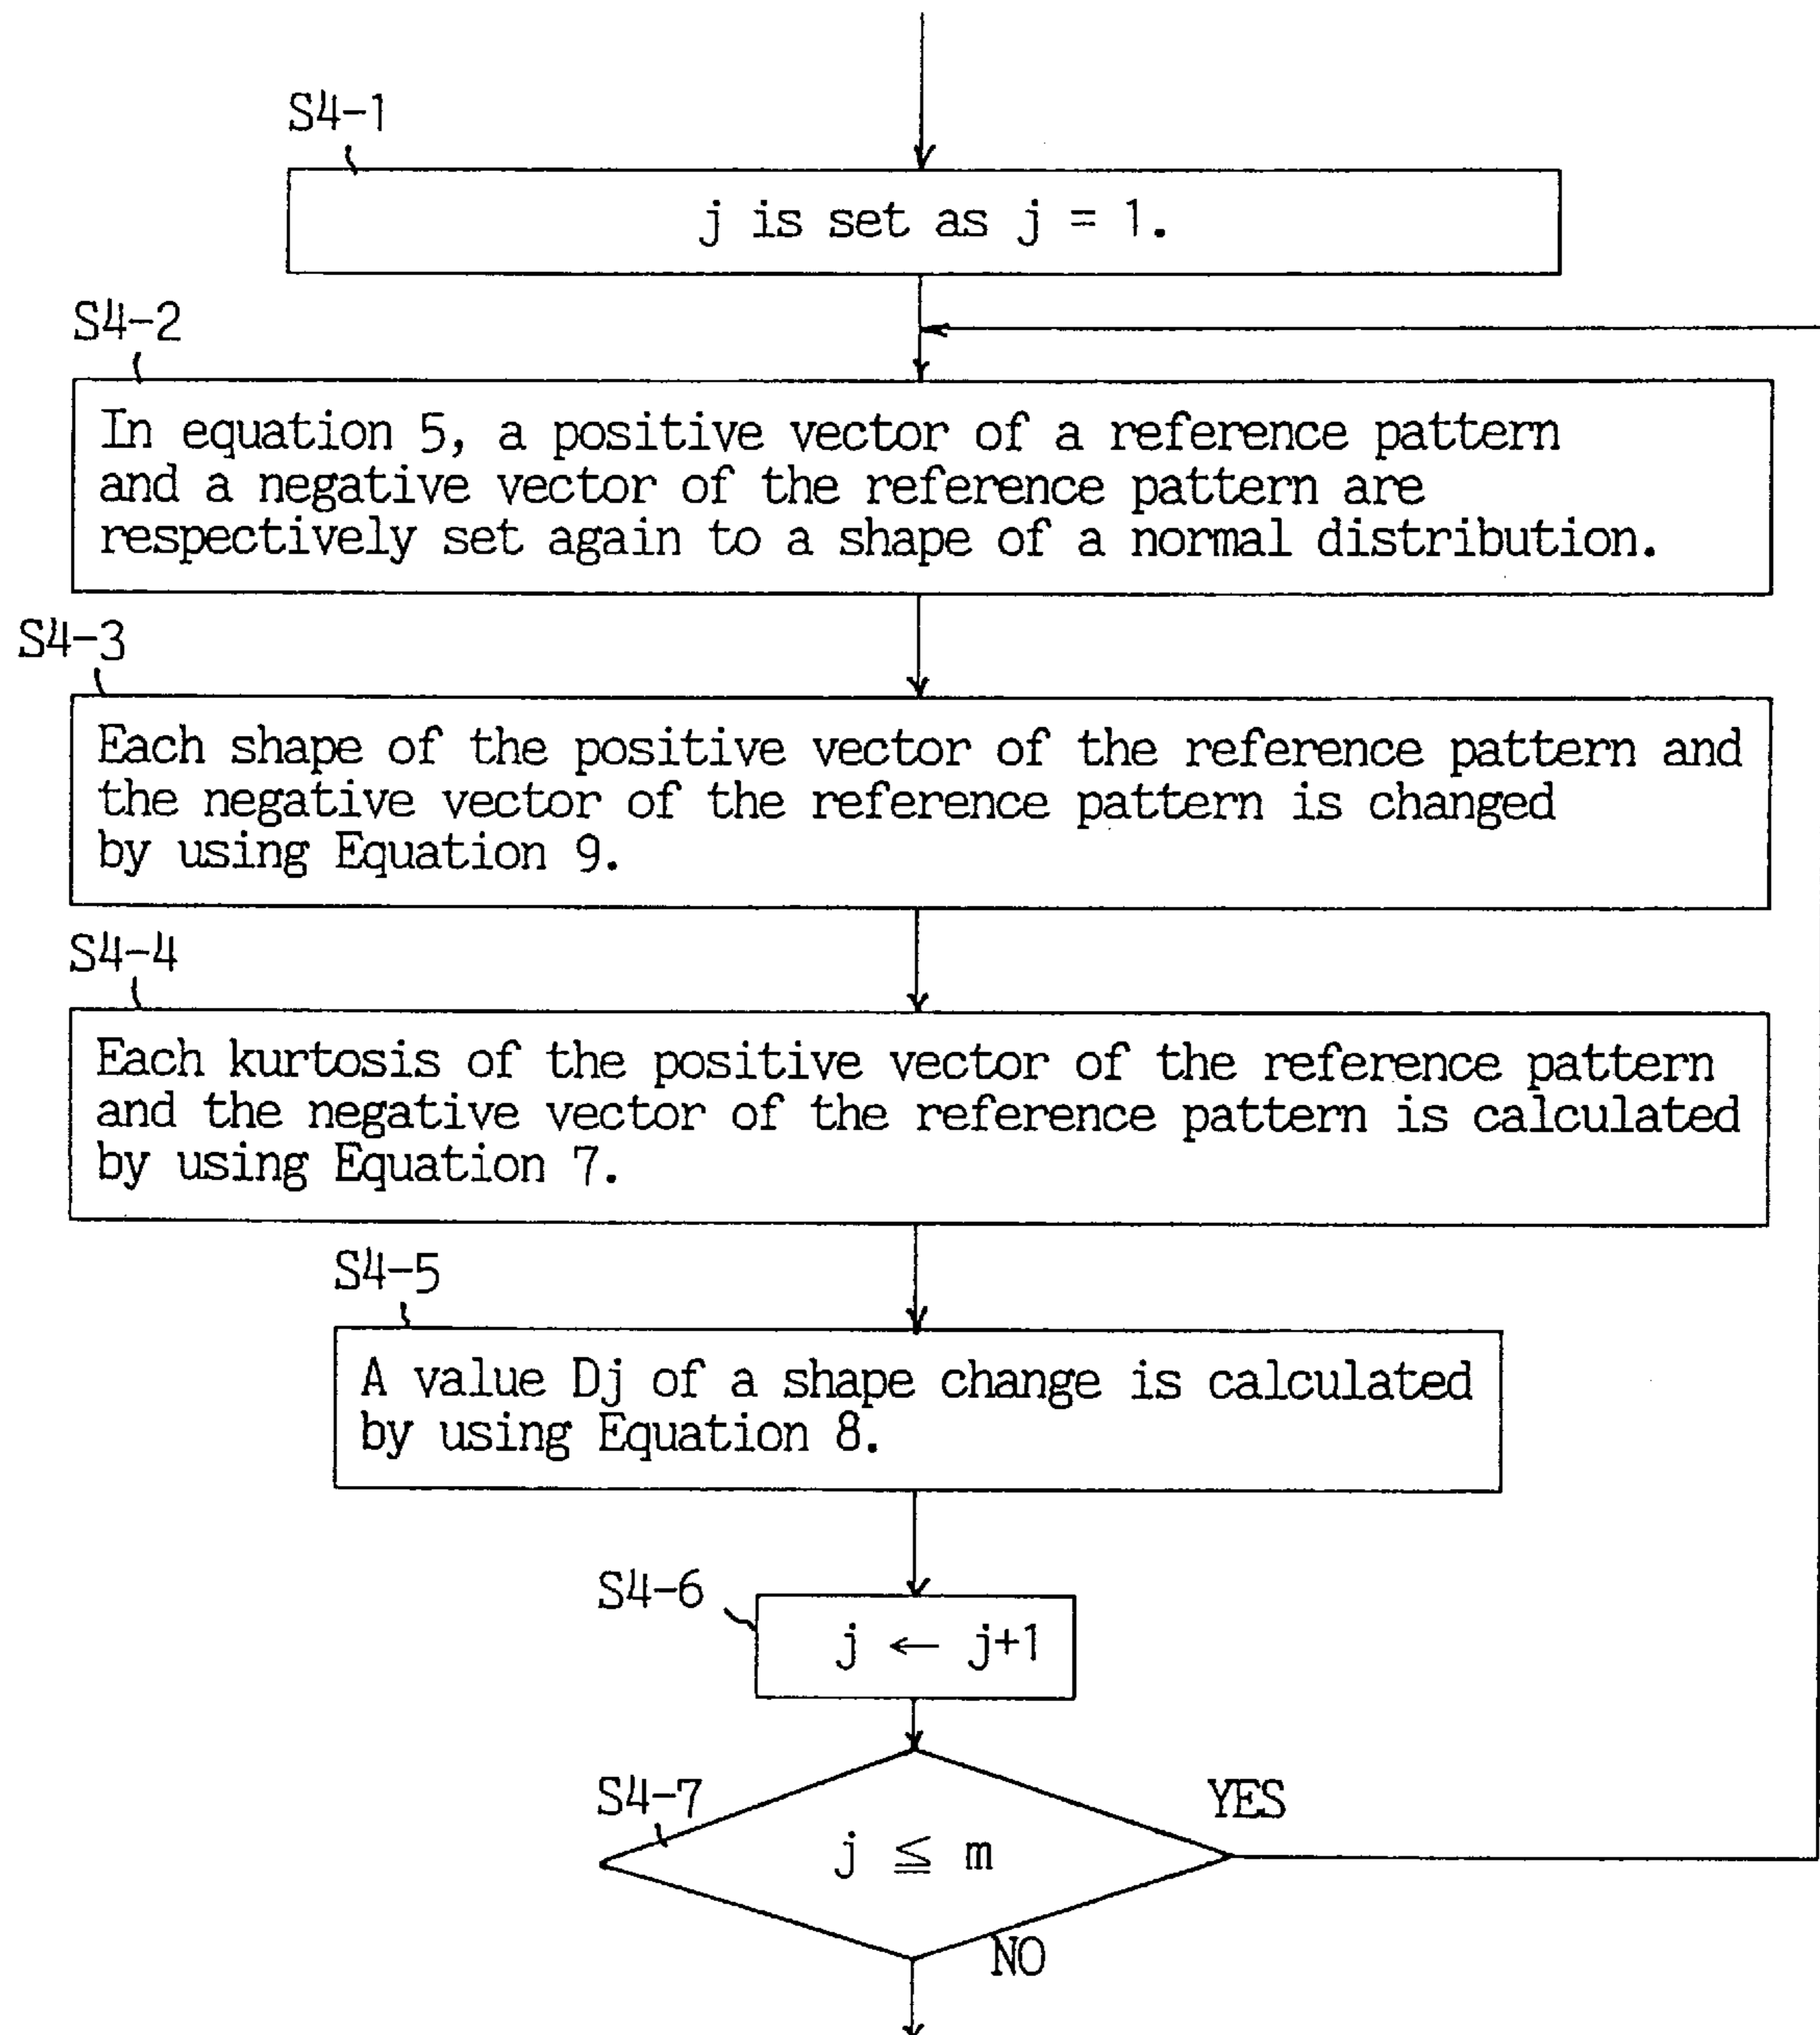 S4-1
j is set as j = 1.
S4-2
In equation 5, a positive vector of a reference pattern
and a negative vector of the reference pattern are
respectively set again to a shape of a normal distribution.
S4-3
Each shape of the positive vector of the reference pattern and
the negative vector of the reference pattern is changed
by using Equation 9.
S4-4
Each kurtosis of the positive vector of the reference pattern
and the negative vector of the reference pattern is calculated
by using Equation 7.
S4-5
A value Dj of a shape change is calculated
by using Equation 8.
S4-6
j ← j+1
S4-7
j ≦ m
YES
NO